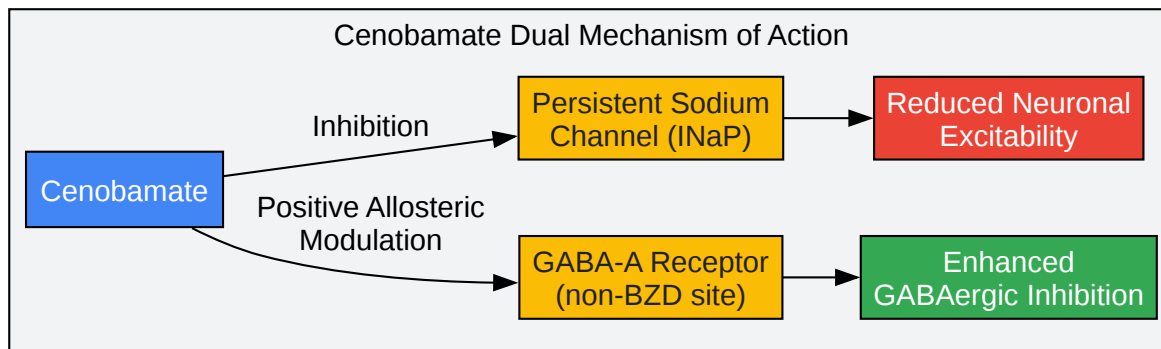 Cenobamate Dual Mechanism of Action
Inhibition
Persistent Sodium
Channel (INaP)
Reduced Neuronal
Excitability
Cenobamate
Positive Allosteric
Modulation
GABA-A Receptor
(non-BZD site)
Enhanced
GABAergic Inhibition